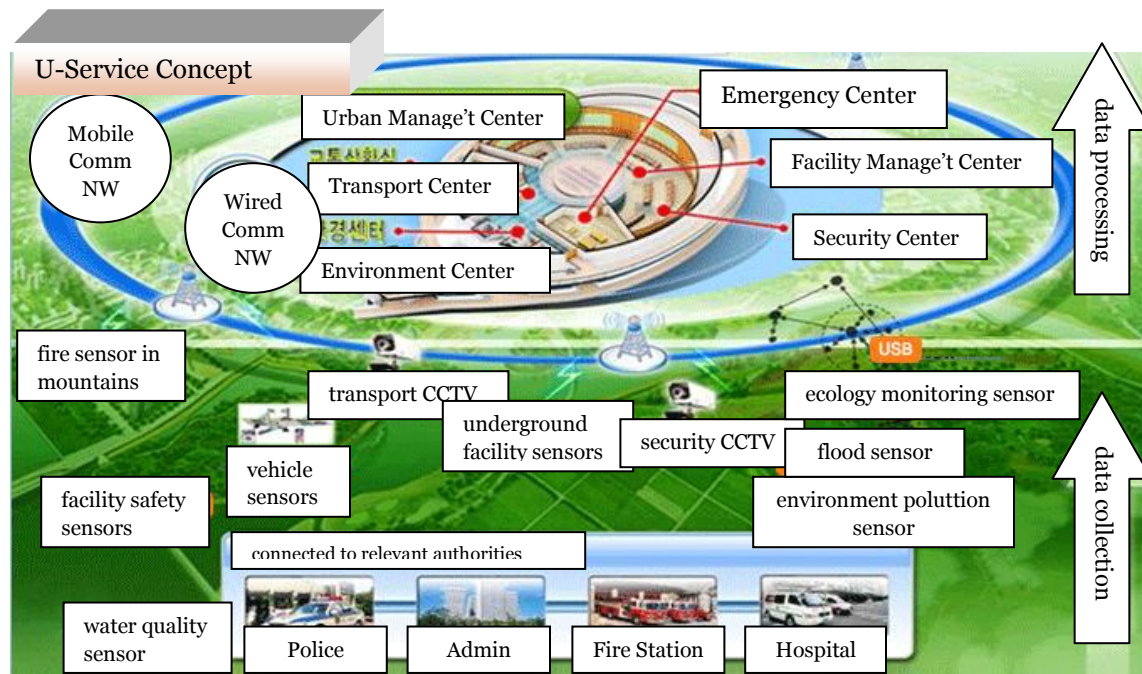 U-Service Concept
Mobile
Comm
NW
Wired
Comm
NW
Urban Manage't Center
Transport Center
경센터
Environment Center
Emergency Center
Facility Manage't Center
Security Center
data processing
USB
fire sensor in
mountains
transport CCTV
underground
facility sensors
security CCTV
ecology monitoring sensor
flood sensor
environment poluttion
sensor
vehicle
sensors
facility safety
sensors
water quality
sensor
data collection
connected to relevant authorities
Police
Admin
Fire Station
Hospital